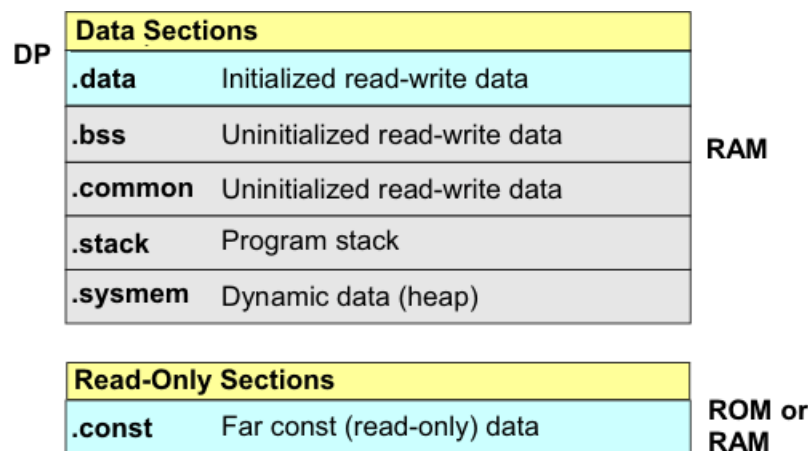 Data Sections
DP
.data Initialized read-write data
.bss Uninitialized read-write data
RAM
.common Uninitialized read-write data
.stack Program stack
.sysmem Dynamic data (heap)
Read-Only Sections
.const Far const (read-only) data
ROM or
RAM